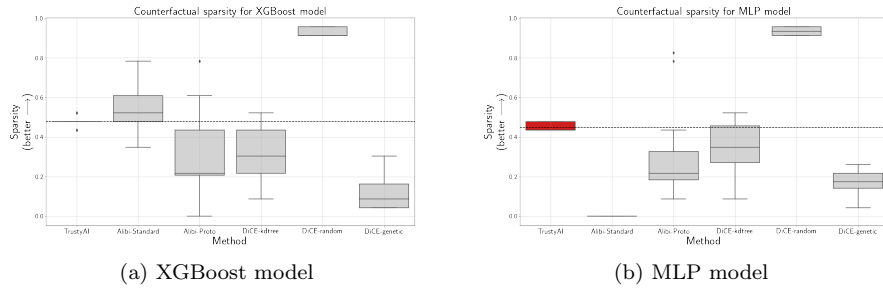 Counterfactual sparsity for XGBoost model
1.0
0.8
0.6
0.4
0.2
0.0
Sparsity
(better ⟶)
TrustyAI Alibi-Standard Alibi-Proto DiCE-kdtree DiCE-random DiCE-genetic
Method
(a) XGBoost model
Counterfactual sparsity for MLP model
1.0
0.8
0.6
0.4
0.2
0.0
Sparsity
(better ⟶)
TrustyAI Alibi-Standard Alibi-Proto DiCE-kdtree DiCE-random DiCE-genetic
Method
(b) MLP model